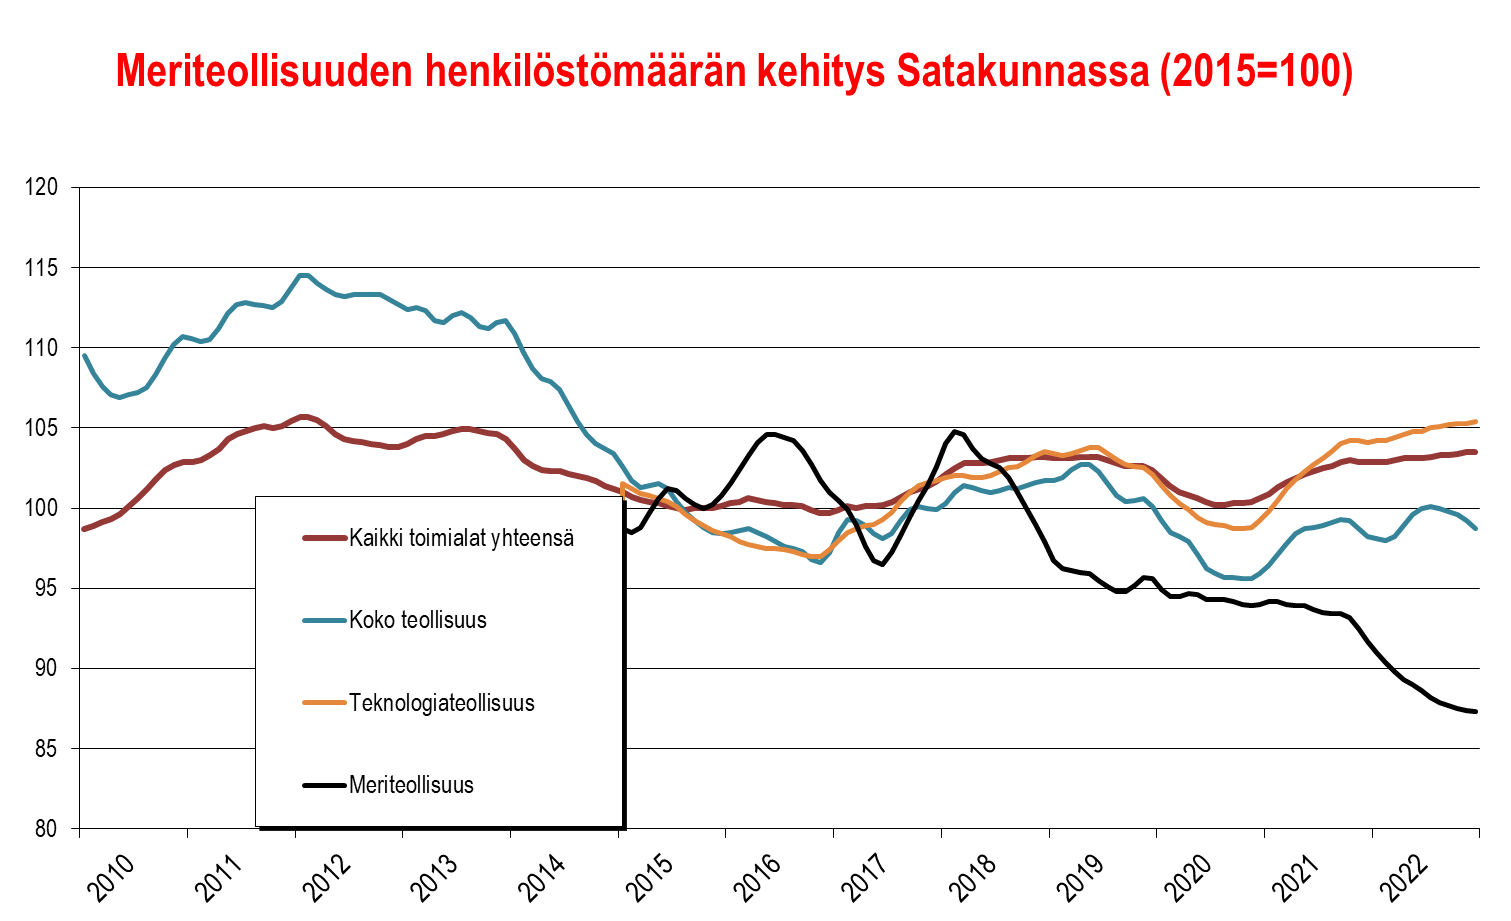 Meriteollisuuden henkilöstömäärän kehitys Satakunnassa (2015=100)
120
115
110
105
100
95
90
85
80
Kaikki toimialat yhteensä
Koko teollisuus
Teknologiateollisuus
Meriteollisuus
2010 2011 2012 2013 2014 2015 2016 2017 2018 2019 2020 2021 2022